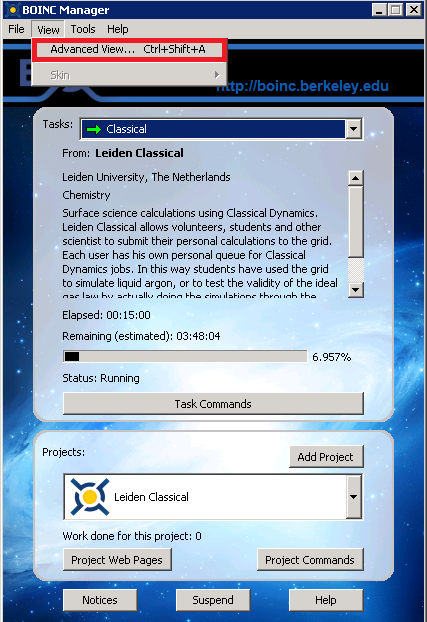 BOINC Manager
File View Tools Help
Advanced View... Ctrl+Shift+A
Skin
http://boinc.berkeley.edu
Tasks: Classical
From: Leiden Classical
Leiden University, The Netherlands
Chemistry
Surface science calculations using Classical Dynamics.
Leiden Classical allows volunteers, students and other
scientist to submit their personal calculations to the grid.
Each user has his own personal queue for Classical
Dynamics jobs. In this way students have used the grid
to simulate liquid argon, or to test the validity of the ideal
gas law by actually doing the simulations through the
Elapsed: 00:15:00
Remaining (estimated): 03:48:04
6.957%
Status: Running
Task Commands
Projects:
Add Project
Leiden Classical
Work done for this project: 0
Project Web Pages Project Commands
Notices Suspend Help